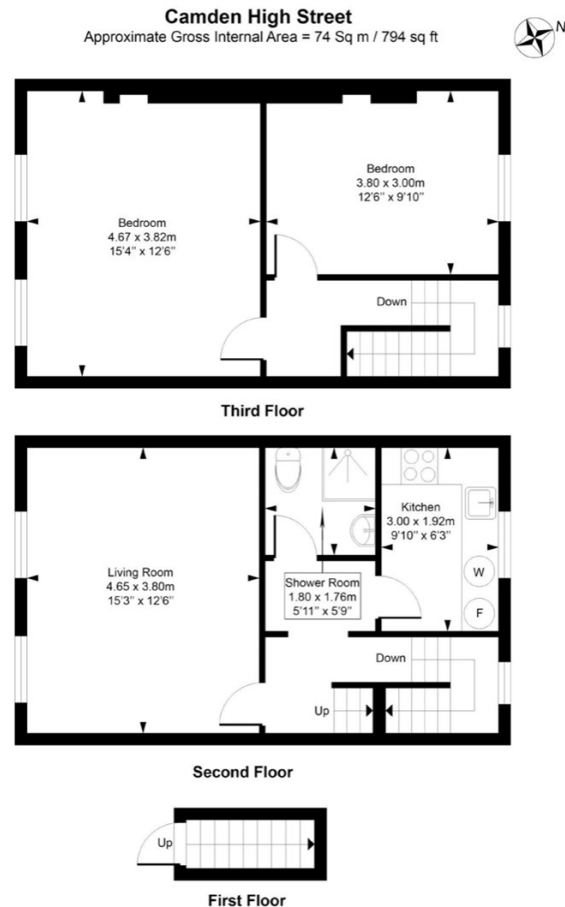 Camden High Street
Approximate Gross Internal Area = 74 Sq m / 794 sq ft
N
Bedroom
4.67 x 3.82m
15'4" x 12'6"
Bedroom
3.80 x 3.00m
12'6" x 9'10"
Down
Third Floor
Living Room
4.65 x 3.80m
15'3" x 12'6"
Shower Room
1.80 x 1.76m
5'11" x 5'9"
Kitchen
3.00 x 1.92m
9'10" x 6'3"
W
F
Down
Up
Second Floor
Up
First Floor